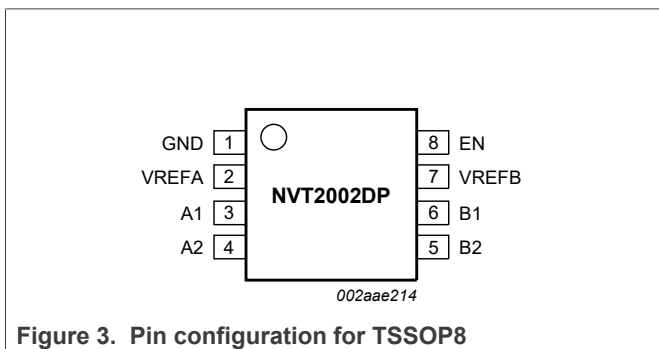 GND 1 8 EN
VREFA 2 7 VREFB
NVT2002DP
A1 3 6 B1
A2 4 5 B2
002aae214
Figure 3. Pin configuration for TSSOP8